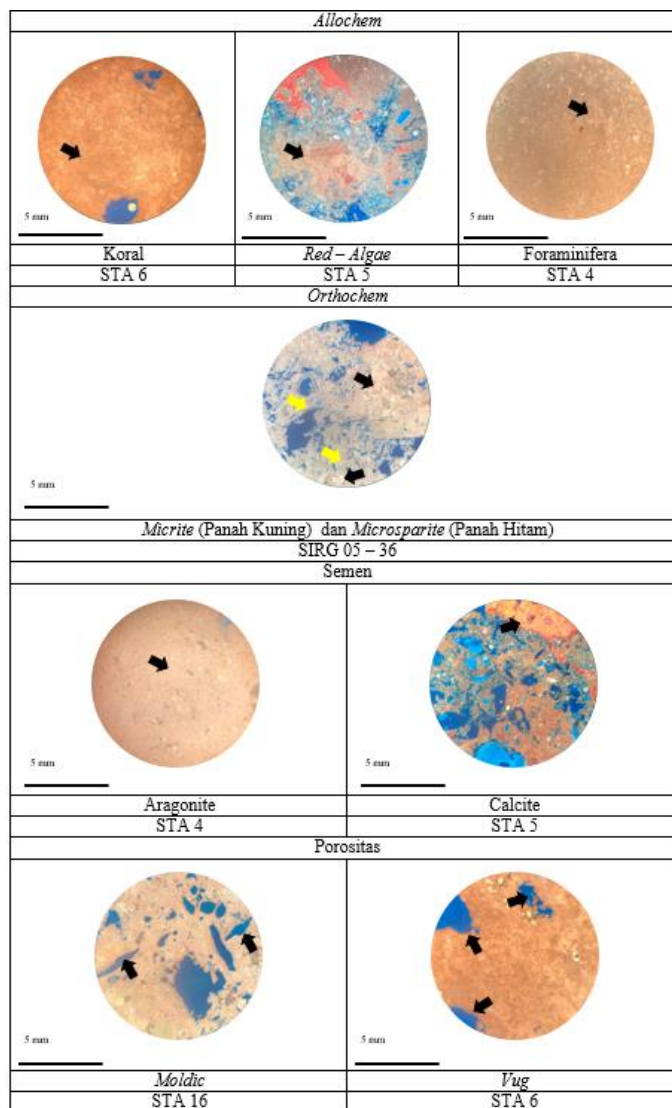 Allochem
5 mm
5 mm
5 mm
Koral
Red – Algae
Foraminifera
STA 6
STA 5
STA 4
Orthochem
5 mm
Micrite (Panah Kuning) dan Microsparite (Panah Hitam)
SIRG 05 – 36
Semen
5 mm
5 mm
Aragonite
Calcite
STA 4
STA 5
Porositas
5 mm
5 mm
Moldic
Vug
STA 16
STA 6